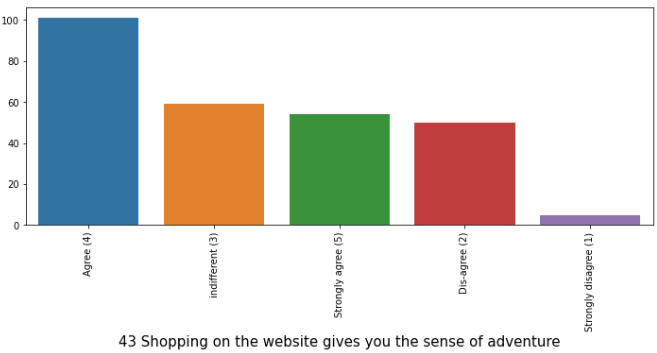 100
80
60
40
20
0
Agree (4)
indifferent (3)
Strongly agree (5)
Dis-agree (2)
Strongly disagree (1)
43 Shopping on the website gives you the sense of adventure